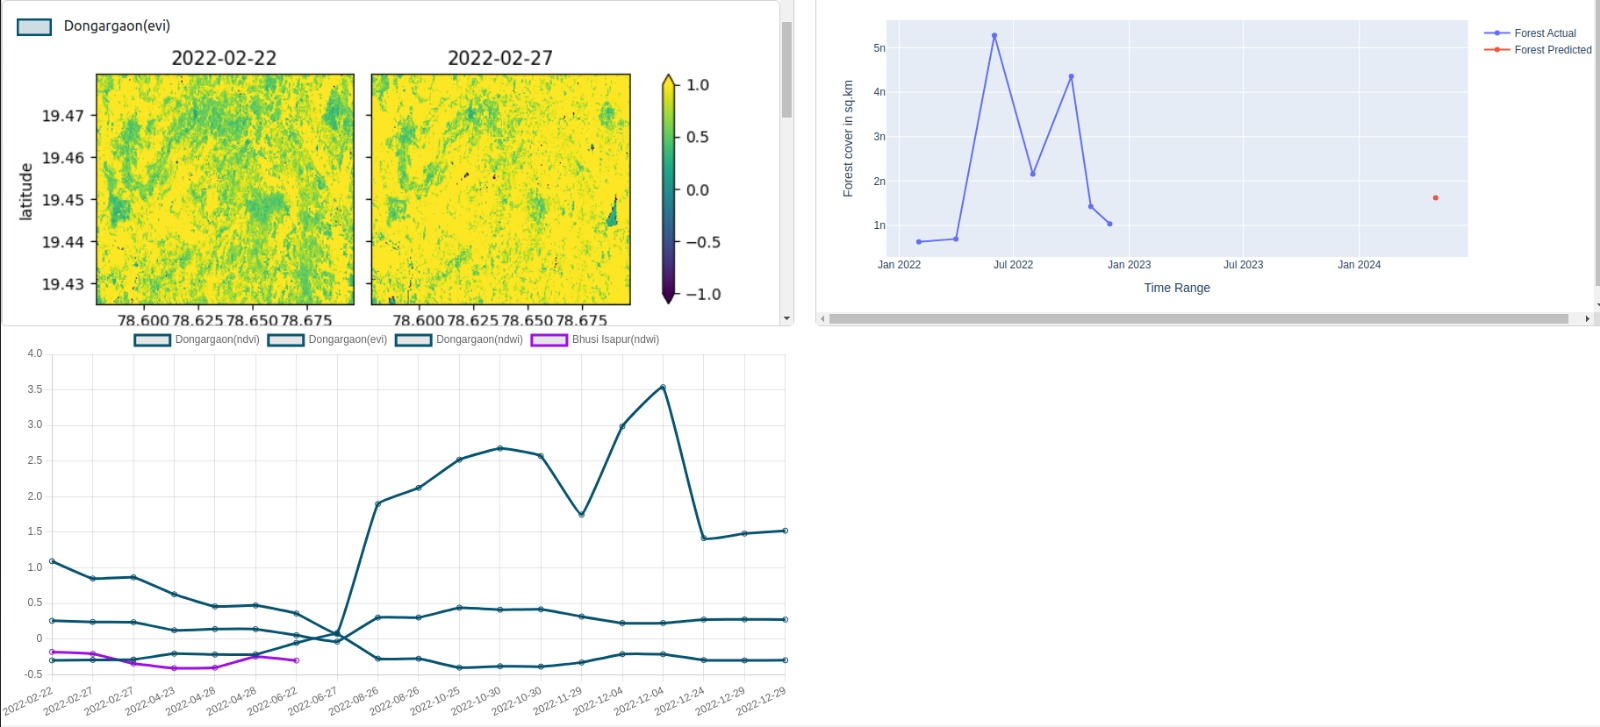 Dongargaon(evi)
2022-02-22
2022-02-27
latitude
19.47
19.46
19.45
19.44
19.43
1.0
0.5
0.0
−0.5
−1.0
78.600 78.625 78.650 78.675
78.600 78.625 78.650 78.675
Forest cover in sq.km
5n
4n
3n
2n
1n
Jan 2022
Jul 2022
Jan 2023
Jul 2023
Jan 2024
Time Range
Forest Actual
Forest Predicted
Dongargaon(ndvi)
Dongargaon(evi)
Dongargaon(ndwi)
Bhusi Isapur(ndwi)
4.0
3.5
3.0
2.5
2.0
1.5
1.0
0.5
0
-0.5
2022-02-22
2022-02-27
2022-02-27
2022-04-23
2022-04-28
2022-04-28
2022-06-22
2022-06-27
2022-08-26
2022-08-26
2022-10-25
2022-10-30
2022-10-30
2022-11-29
2022-12-04
2022-12-04
2022-12-24
2022-12-29
2022-12-29